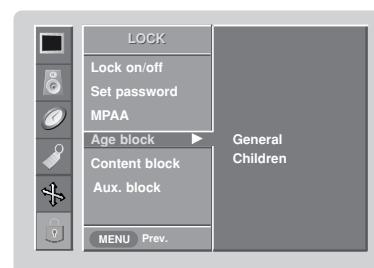 LOCK
Lock on/off
Set password
MPAA
Age block
General
Content block
Children
Aux. block
MENU Prev.